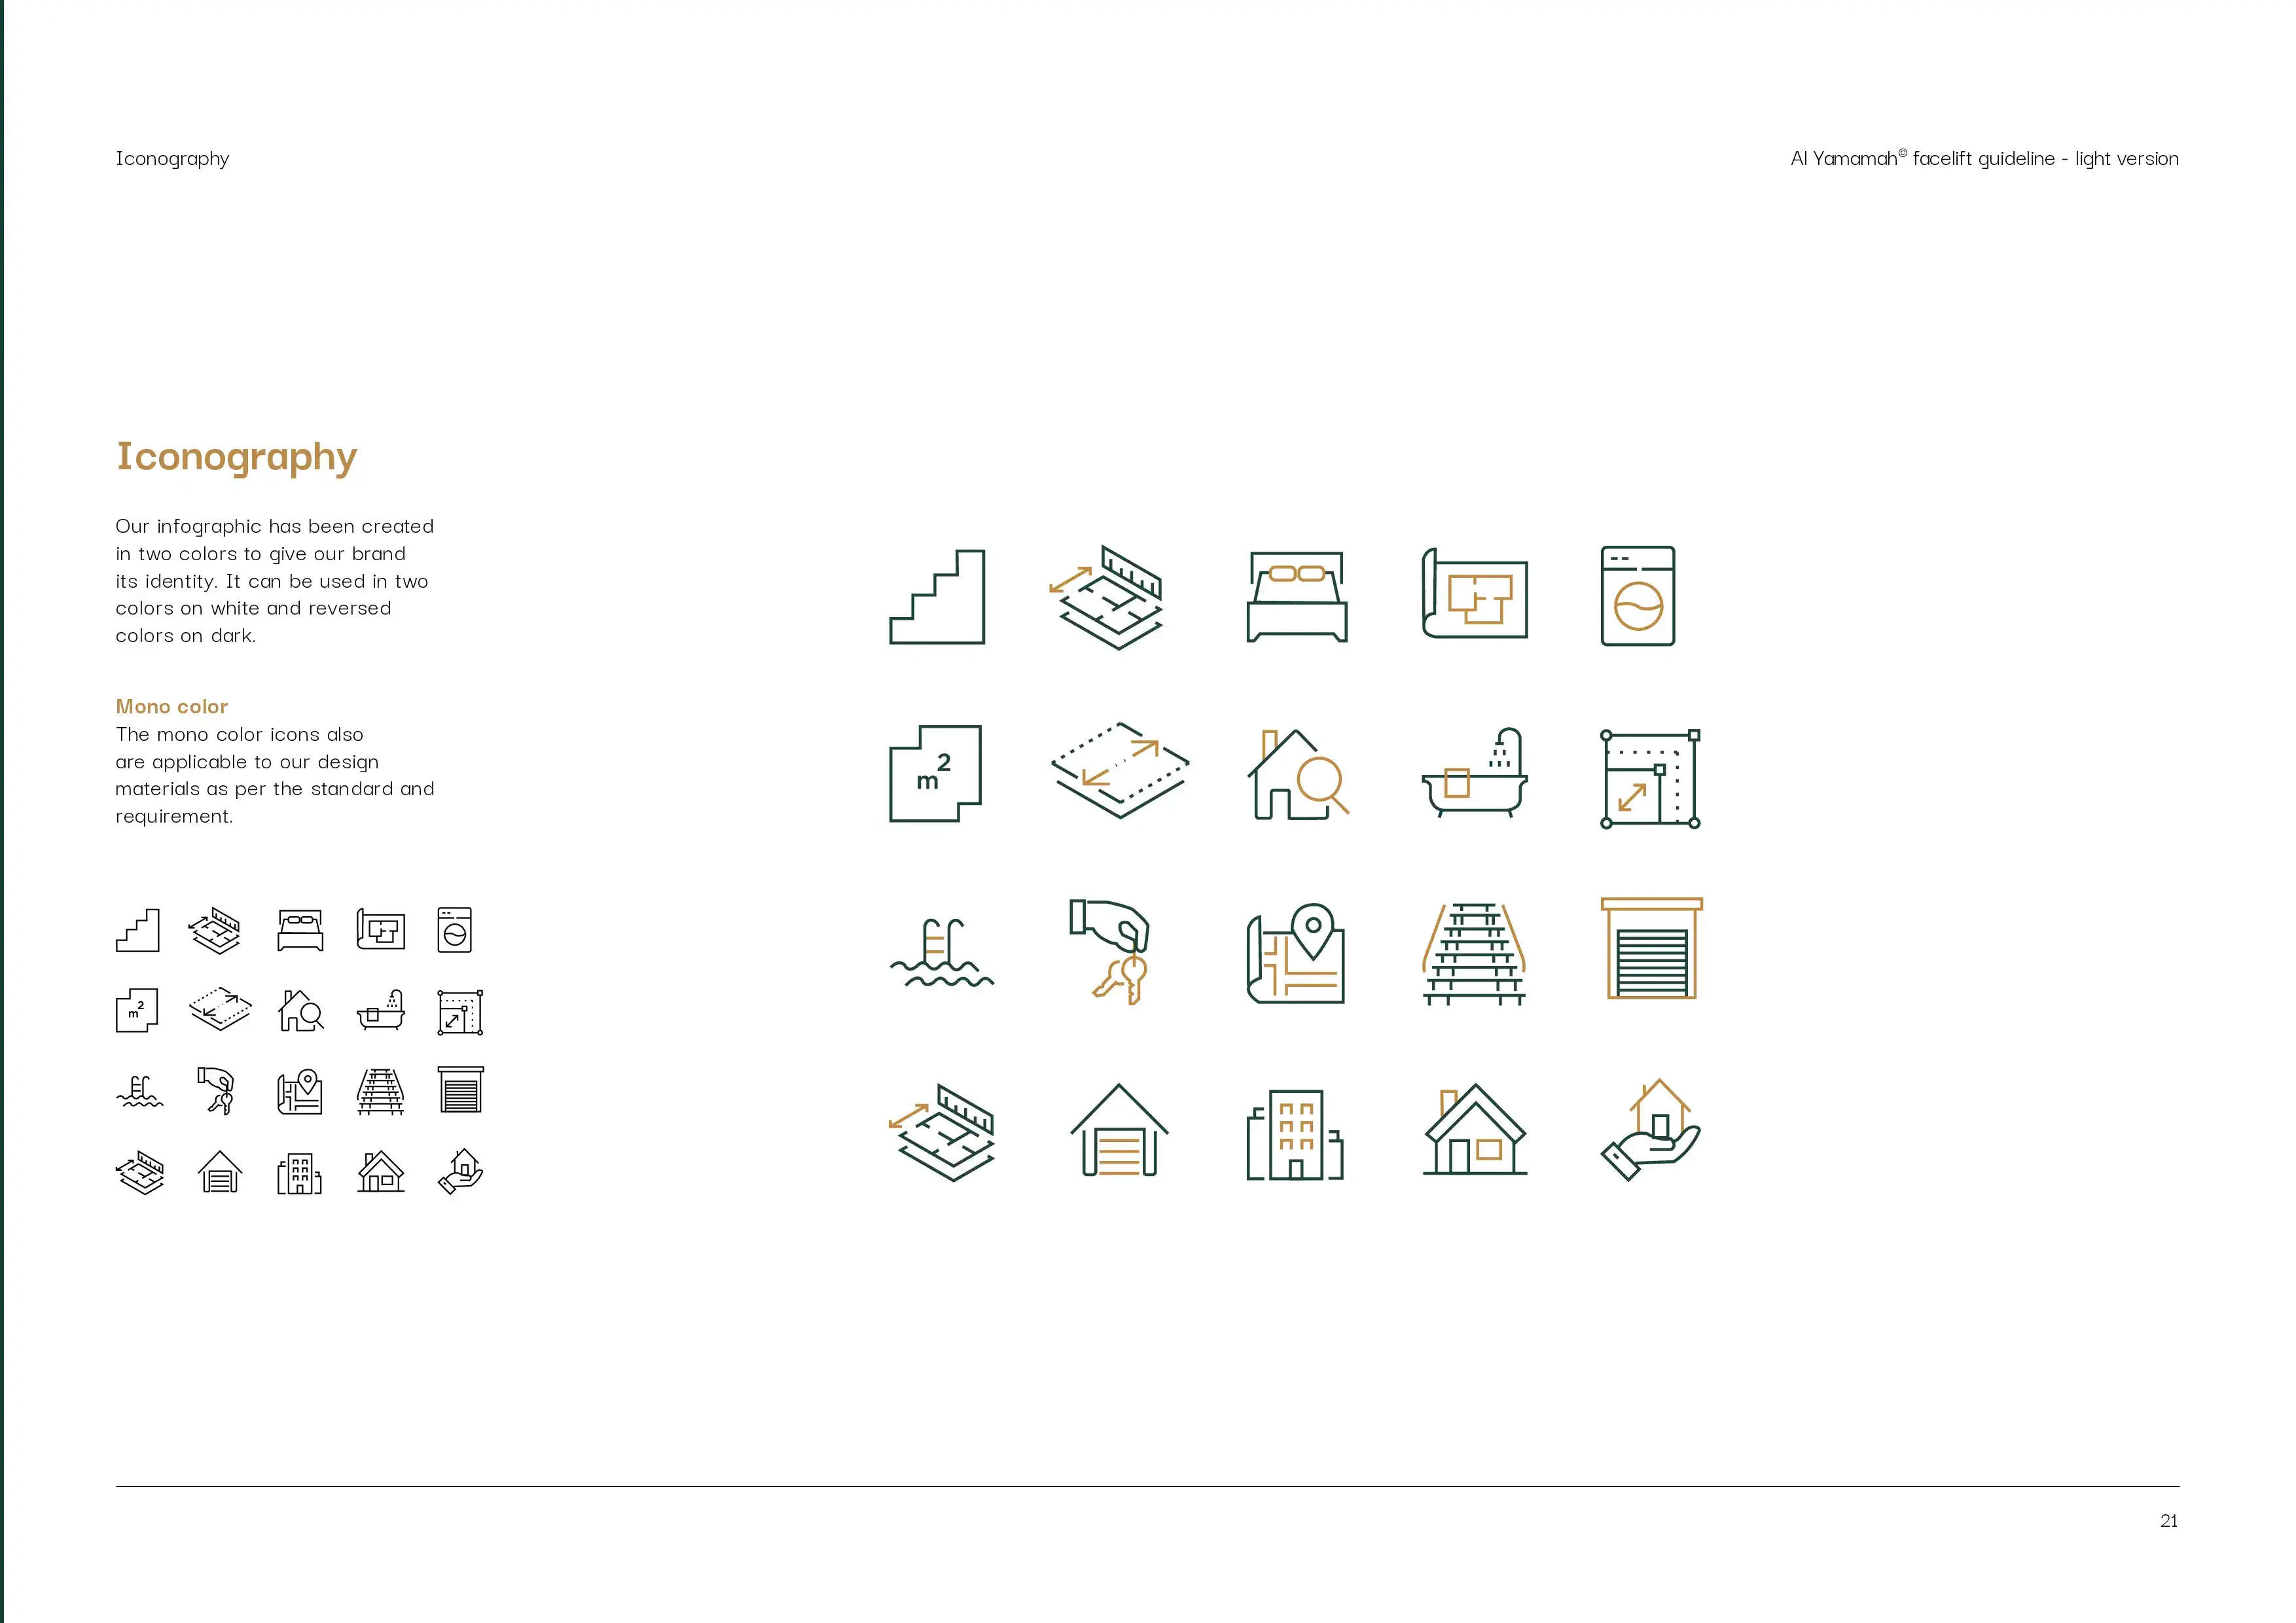 Iconography
Al Yamamah© facelift guideline - light version
Iconography
Our infographic has been created
in two colors to give our brand
its identity. It can be used in two
colors on white and reversed
colors on dark.
Mono color
The mono color icons also
are applicable to our design
materials as per the standard and
requirement.
m²
m²
21